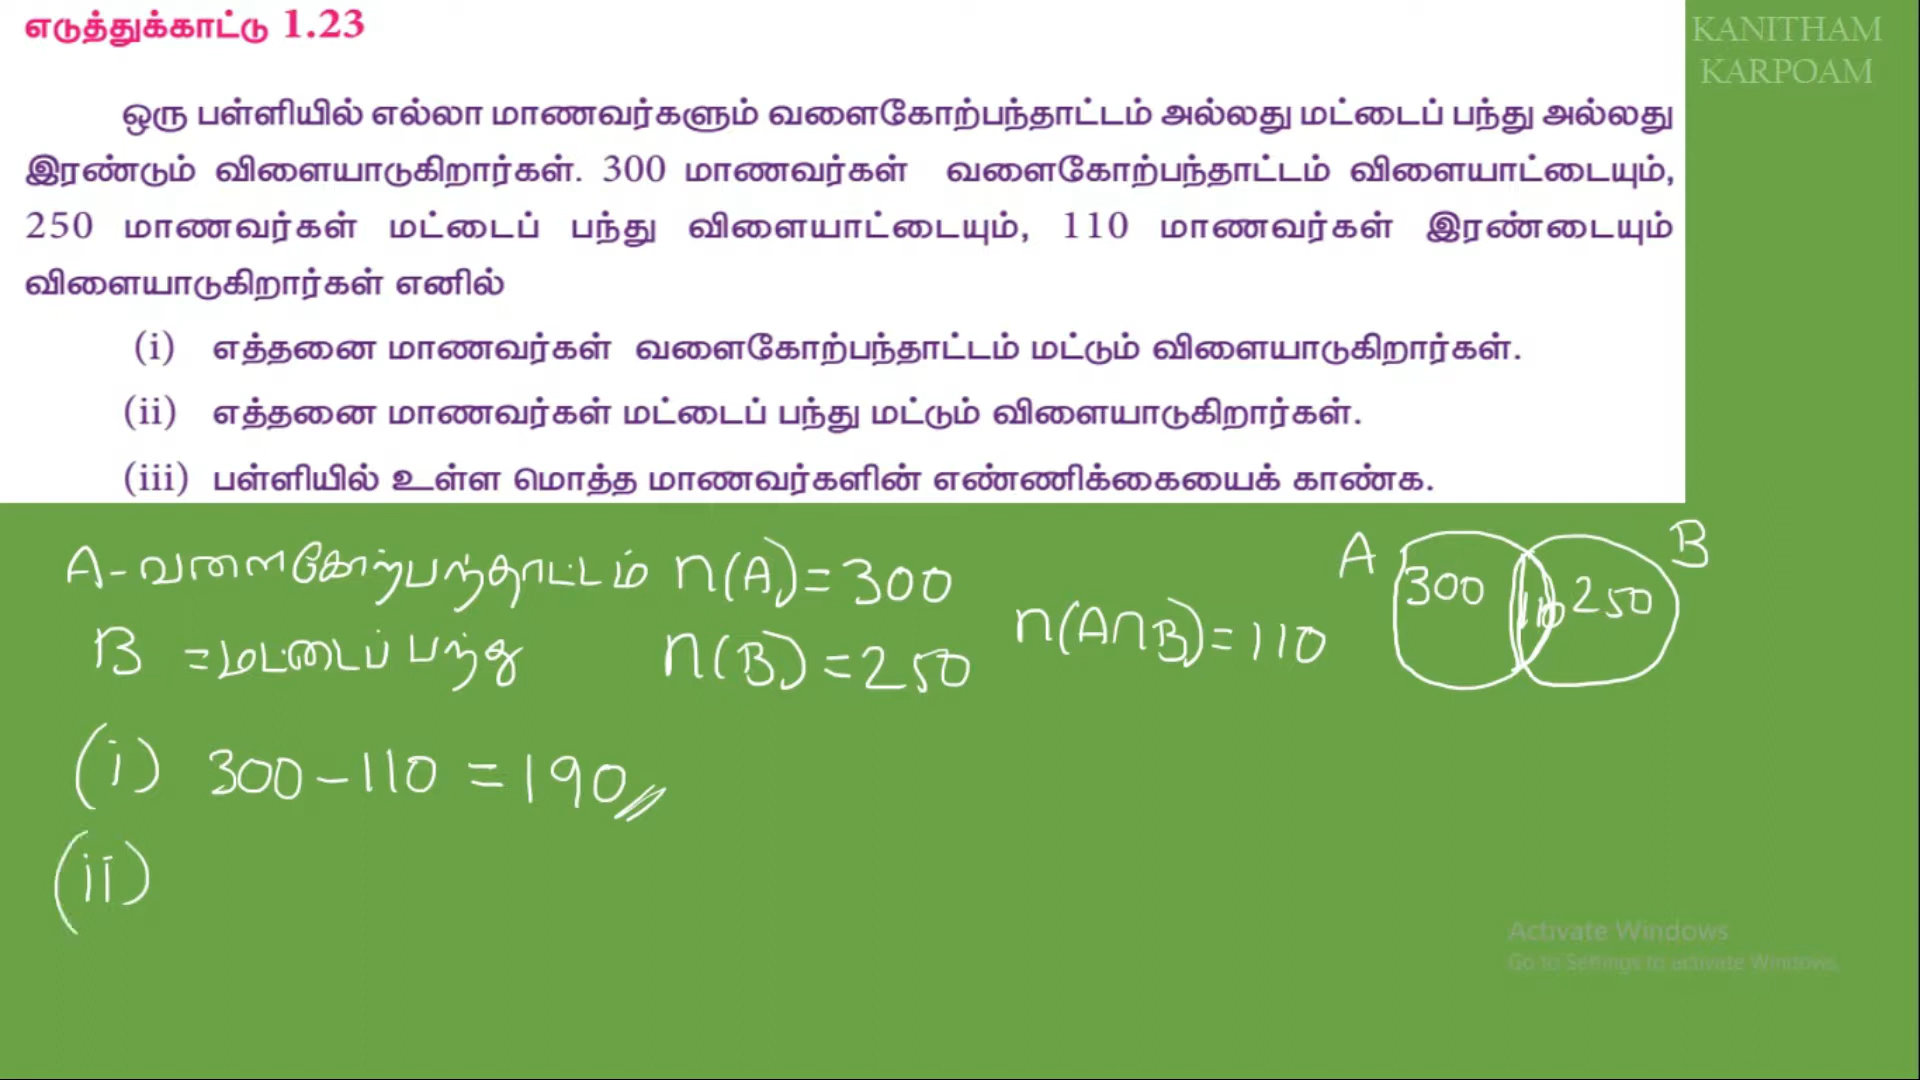 எடுத்துக்காட்டு 1.23
KANITHAM
KARPOAM
ஒரு பள்ளியில் எல்லா மாணவர்களும் வளைகோற்பந்தாட்டம் அல்லது மட்டைப் பந்து அல்லது
இரண்டும் விளையாடுகிறார்கள். 300 மாணவர்கள் வளைகோற்பந்தாட்டம் விளையாட்டையும்,
250 மாணவர்கள் மட்டைப் பந்து விளையாட்டையும், 110 மாணவர்கள் இரண்டையும்
விளையாடுகிறார்கள் எனில்
(i) எத்தனை மாணவர்கள் வளைகோற்பந்தாட்டம் மட்டும் விளையாடுகிறார்கள்.
(ii) எத்தனை மாணவர்கள் மட்டைப் பந்து மட்டும் விளையாடுகிறார்கள்.
(iii) பள்ளியில் உள்ள மொத்த மாணவர்களின் எண்ணிக்கையைக் காண்க.
A-வளைகோற்பந்தாட்டம் n(A)=300
B =மட்டைப் பந்து n(B)=250
n(A∩B)=110
A 300 110 250 B
(i) 300-110 =190
(ii)
Activate Windows
Go to Settings to activate Windows.